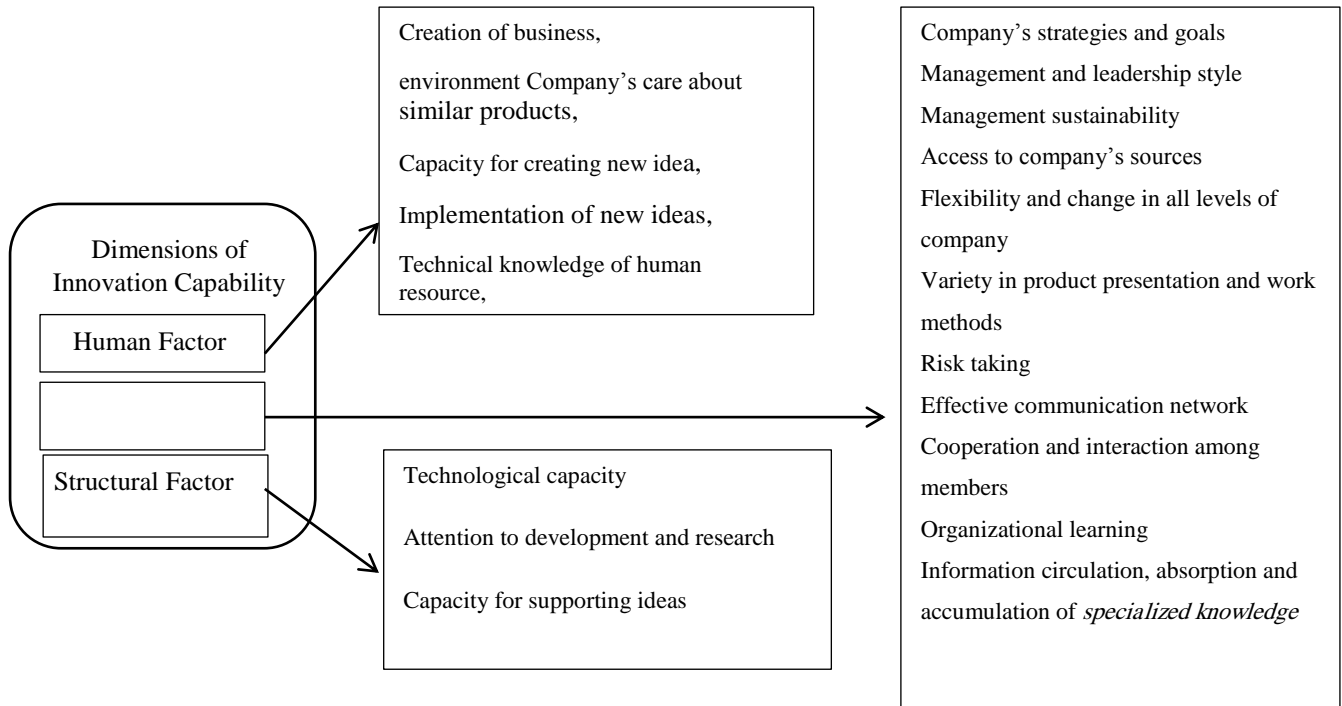 Dimensions of
Innovation Capability
Human Factor
Structural Factor
Creation of business,
environment Company's care about
similar products,
Capacity for creating new idea,
Implementation of new ideas,
Technical knowledge of human
resource,
Technological capacity
Attention to development and research
Capacity for supporting ideas
Company's strategies and goals
Management and leadership style
Management sustainability
Access to company's sources
Flexibility and change in all levels of
company
Variety in product presentation and work
methods
Risk taking
Effective communication network
Cooperation and interaction among
members
Organizational learning
Information circulation, absorption and
accumulation of specialized knowledge